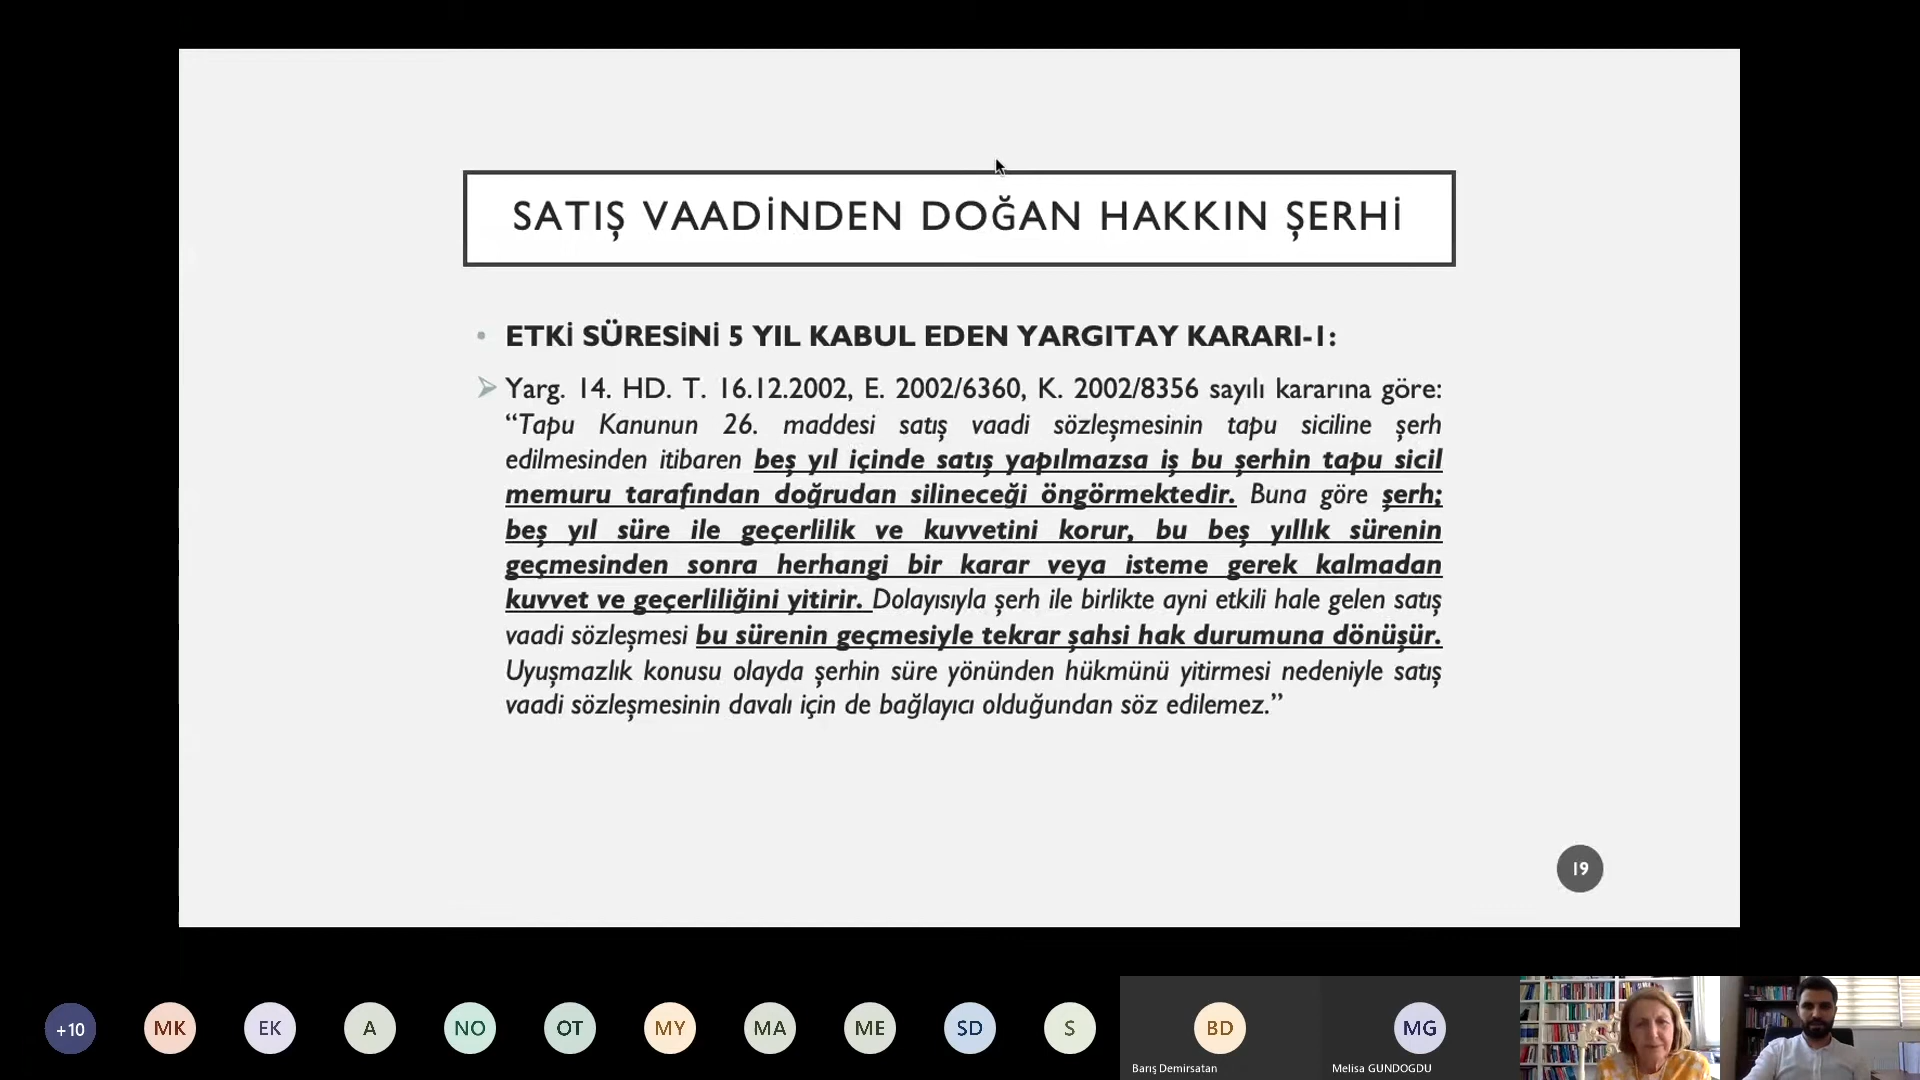 SATIŞ VAADİNDEN DOĞAN HAKKIN ŞERHİ
• ETKİ SÜRESİNİ 5 YIL KABUL EDEN YARGITAY KARARI-1:
Yarg. 14. HD. T. 16.12.2002, E. 2002/6360, K. 2002/8356 sayılı kararına göre:
“Tapu Kanunun 26. maddesi satış vaadi sözleşmesinin tapu siciline şerh
edilmesinden itibaren beş yıl içinde satış yapılmazsa iş bu şerhin tapu sicil
memuru tarafından doğrudan silineceği öngörmektedir. Buna göre şerh;
beş yıl süre ile geçerlilik ve kuvvetini korur, bu beş yıllık sürenin
geçmesinden sonra herhangi bir karar veya isteme gerek kalmadan
kuvvet ve geçerliliğini yitirir. Dolayısıyla şerh ile birlikte ayni etkili hale gelen satış
vaadi sözleşmesi bu sürenin geçmesiyle tekrar şahsi hak durumuna dönüşür.
Uyuşmazlık konusu olayda şerhin süre yönünden hükmünü yitirmesi nedeniyle satış
vaadi sözleşmesinin davalı için de bağlayıcı olduğundan söz edilemez.”
19
+10 MK EK A NO OT MY MA ME SD S BD MG
Barış Demirsatan Melisa GUNDOGDU